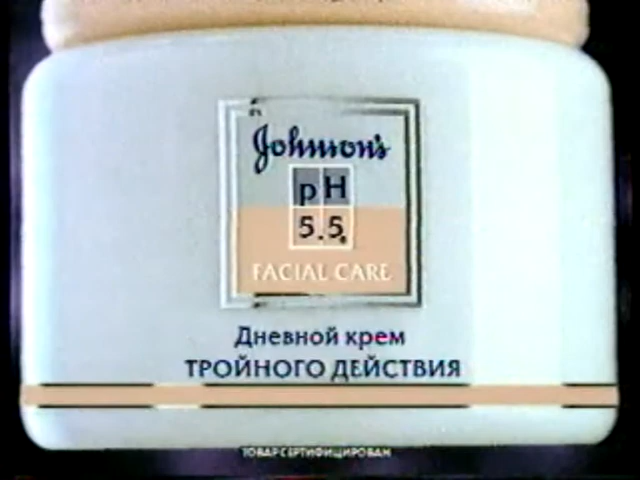 Johnson's
pH
5.5
FACIAL CARE
Дневной крем
ТРОЙНОГО ДЕЙСТВИЯ
ТОВАР СЕРТИФИЦИРОВАН